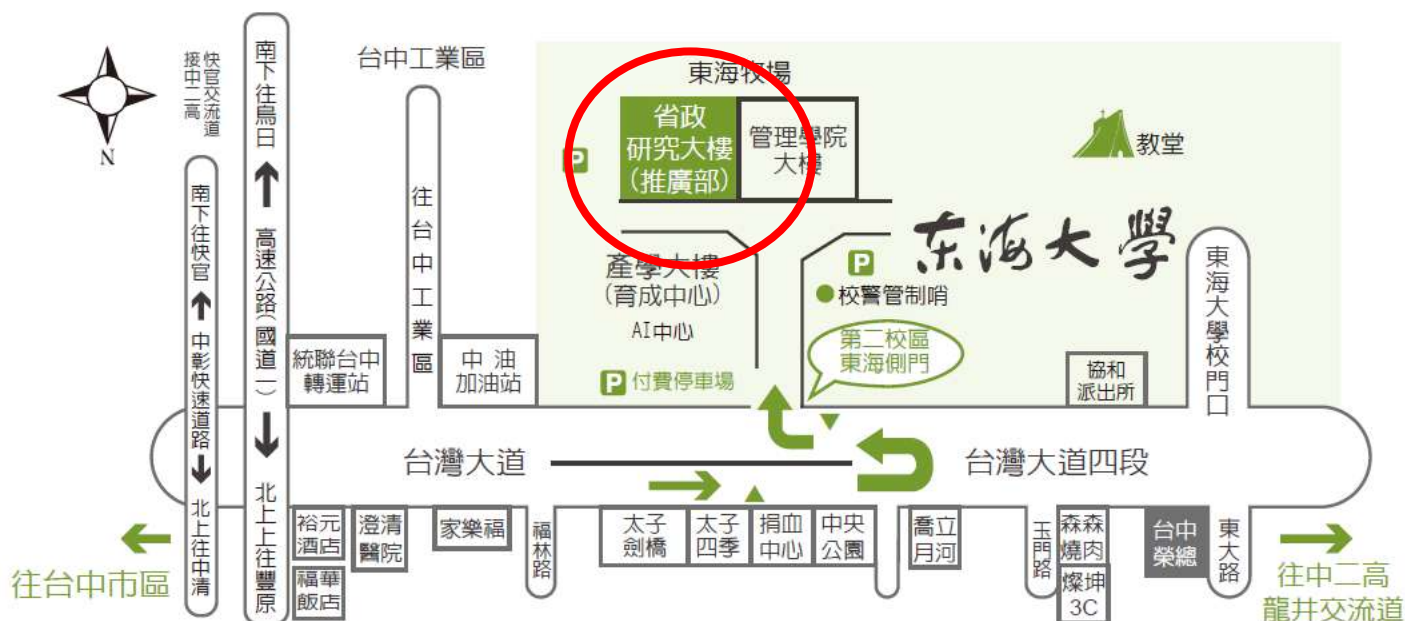 N
快官交流道
接中二高
南下往快官
中彰快速道路
北上往中清
南下往烏日
高速公路(國道一)
北上上往豐原
台中工業區
往台中工業區
統聯台中
轉運站
中油
加油站
東海牧場
省政
研究大樓
(推廣部)
管理學院
大樓
P
產學大樓
(育成中心)
AI中心
P 付費停車場
教堂
东海大學
P
校警管制哨
第二校區
東海側門
協和
派出所
東海大學校門口
台灣大道
台灣大道四段
往台中市區
裕元
酒店
福華
飯店
澄清
醫院
家樂福
福林路
太子
劍橋
太子
四季
捐血
中心
中央
公園
喬立
月河
玉門路
森森
燒肉
燦坤
3C
台中
榮總
東大路
往中二高
龍井交流道